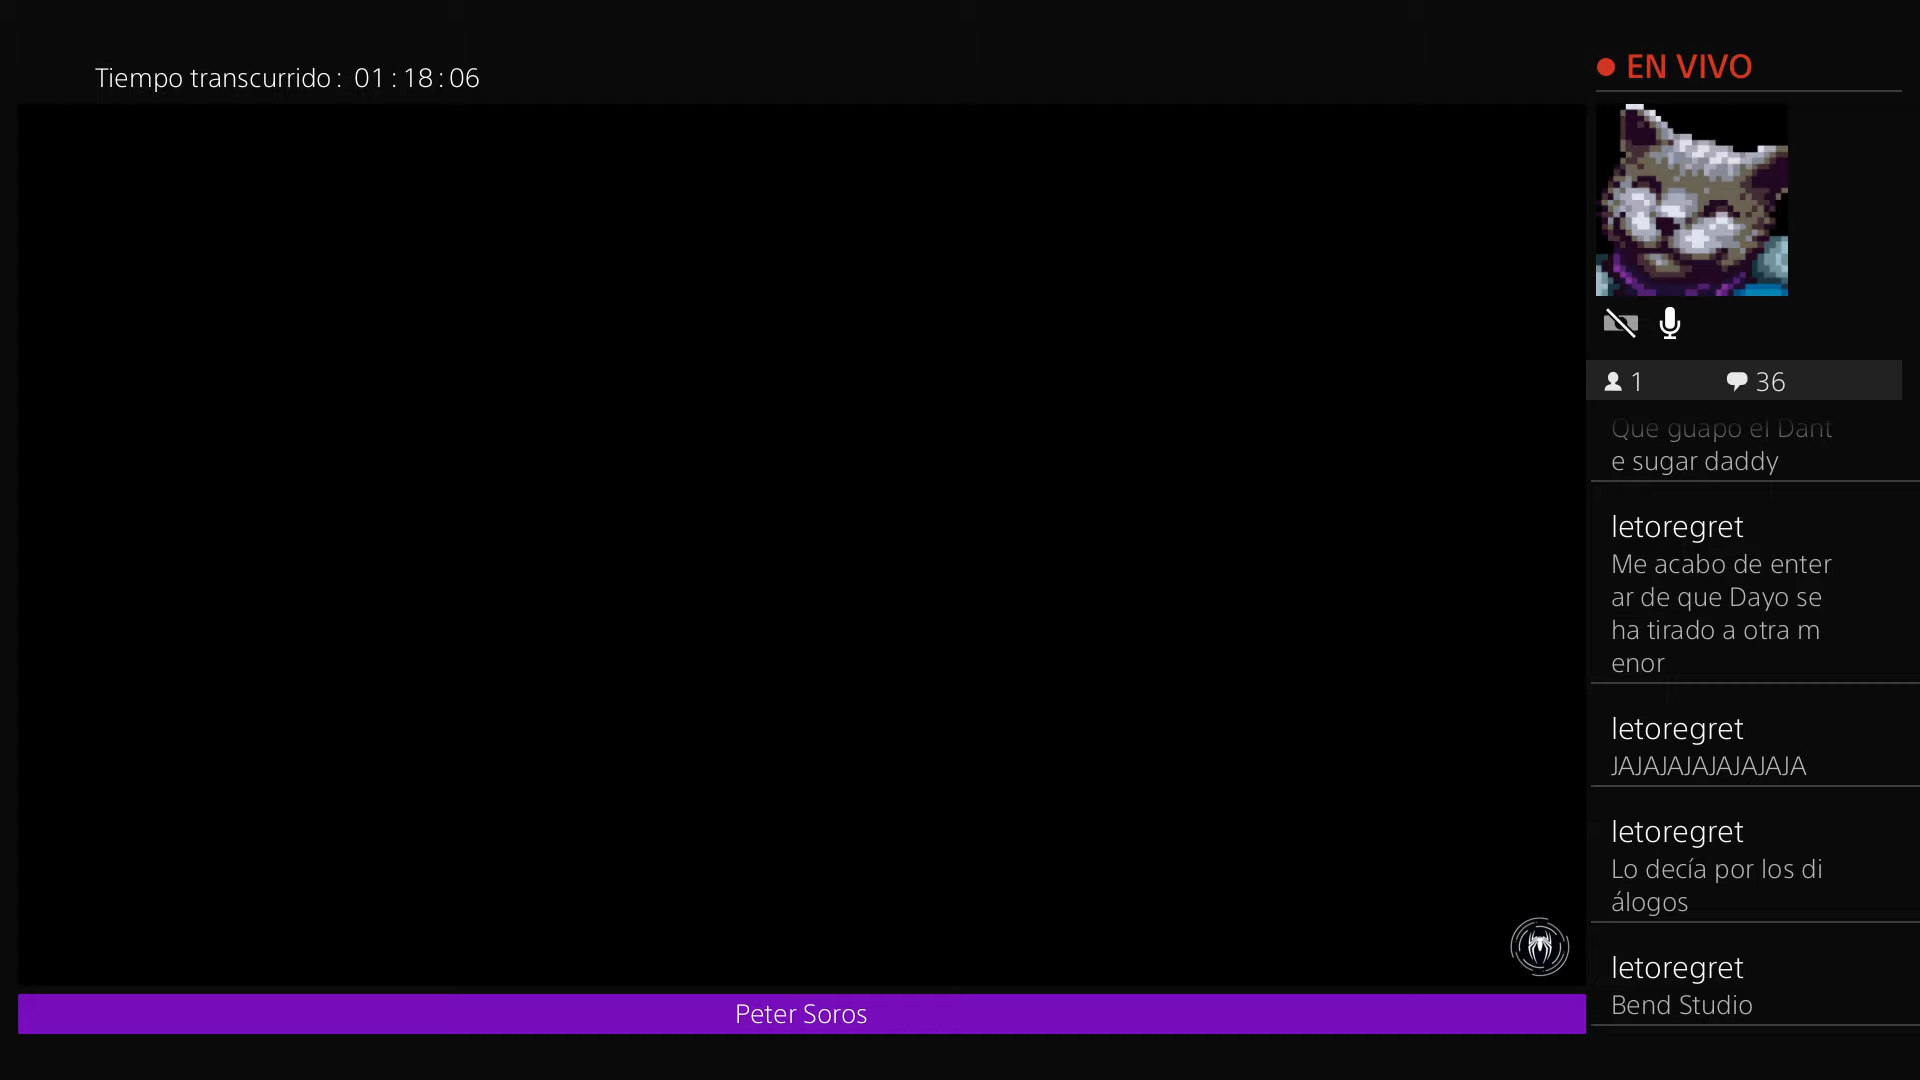 Tiempo transcurrido: 01:18:06
EN VIVO
1 36
Que guapo el Dant
e sugar daddy
letoregret
Me acabo de enter
ar de que Dayo se
ha tirado a otra m
enor
letoregret
JAJAJAJAJAJAJAJA
letoregret
Lo decía por los di
álogos
letoregret
Bend Studio
Peter Soros